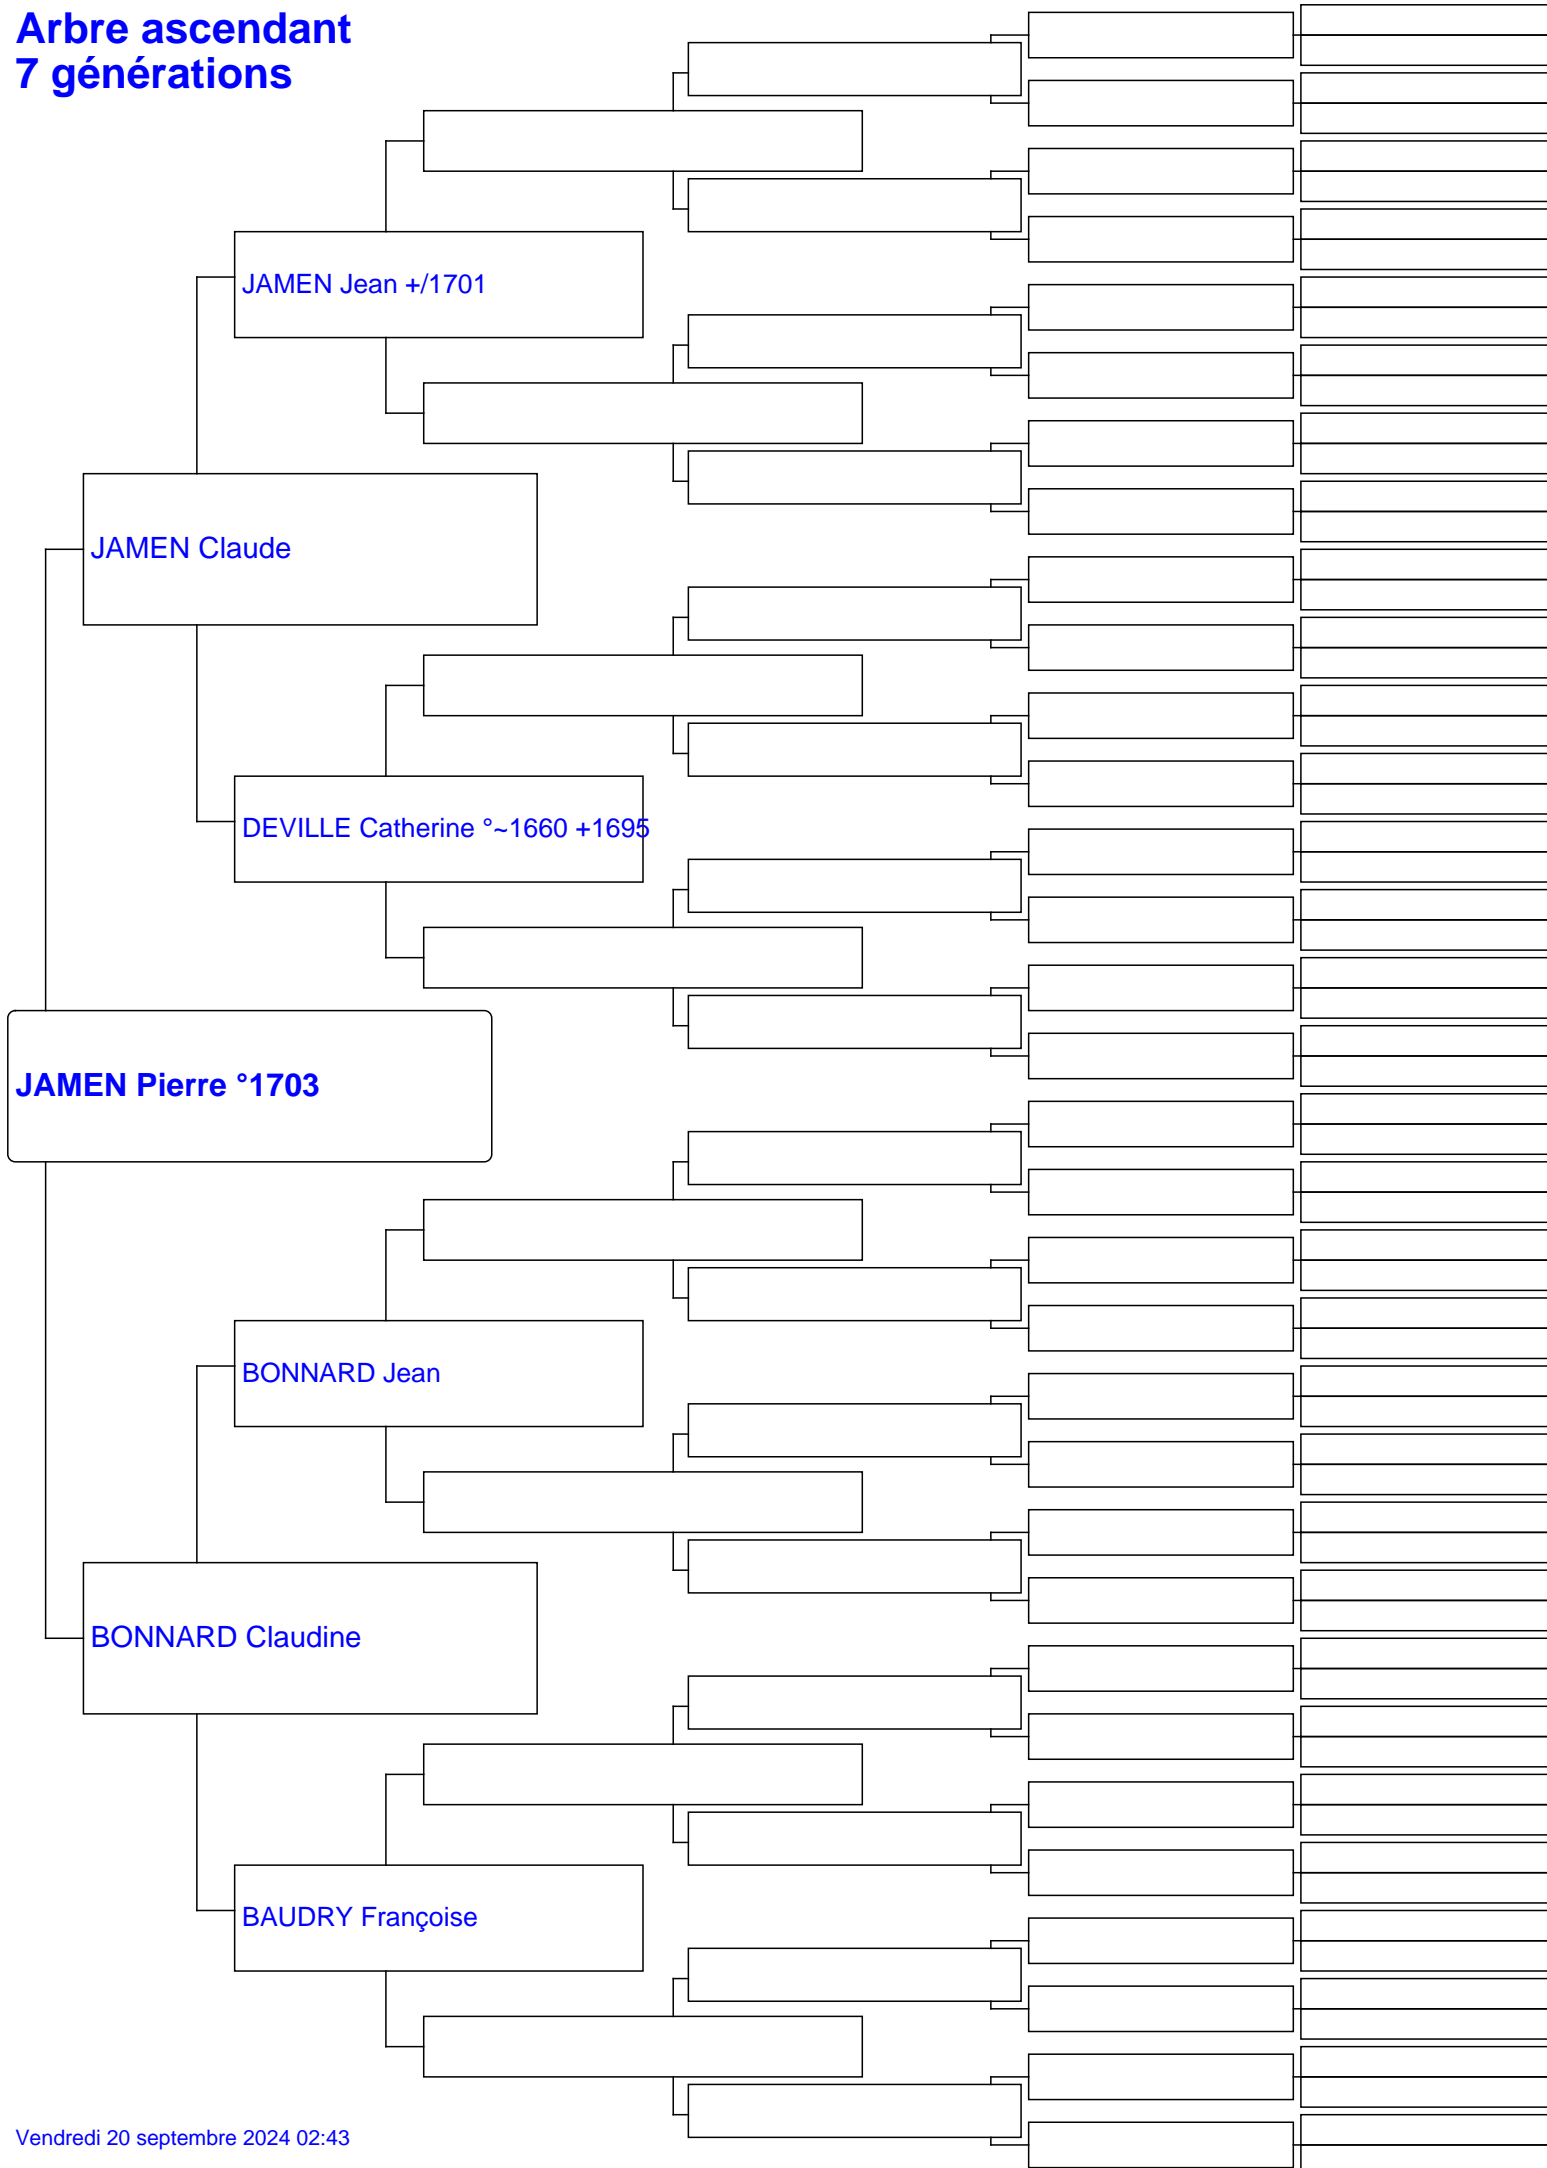 Arbre ascendant
7 générations
JAMEN Jean +/1701
JAMEN Claude
DEVILLE Catherine °~1660 +1695
JAMEN Pierre °1703
BONNARD Jean
BONNARD Claudine
BAUDRY Françoise
Vendredi 20 septembre 2024 02:43